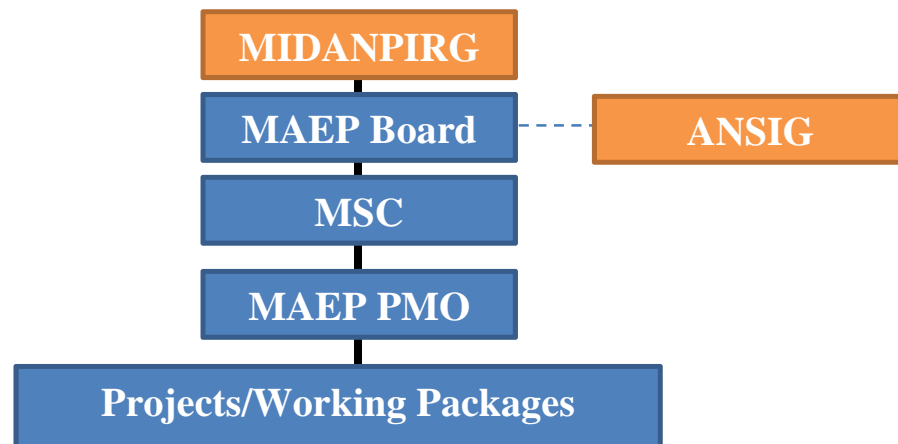 MIDANPIRG
MAEP Board
ANSIG
MSC
MAEP PMO
Projects/Working Packages